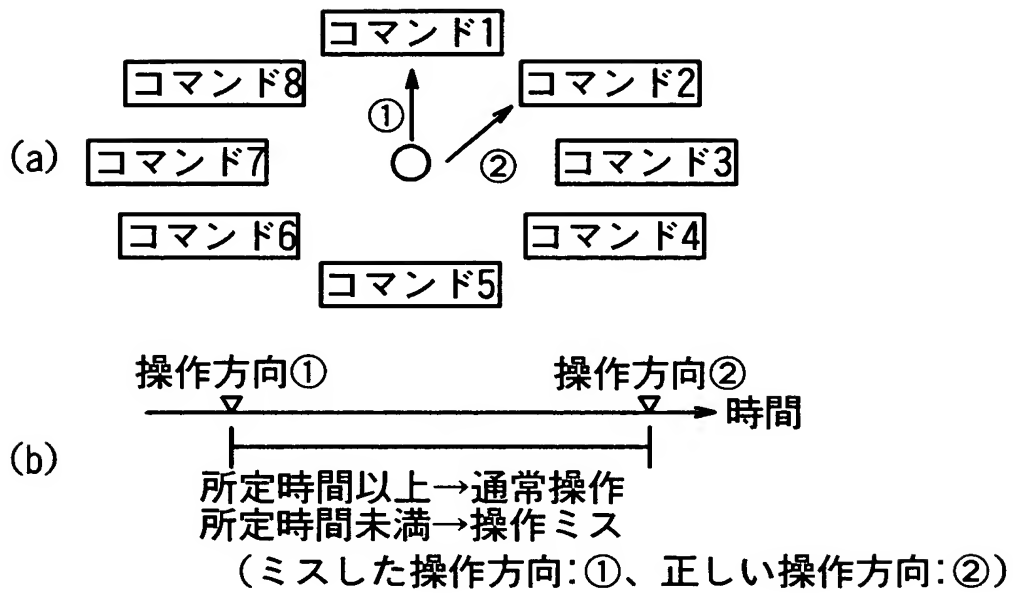 コマンド1
コマンド8
コマンド2
①
(a)
コマンド7
②
コマンド3
コマンド6
コマンド4
コマンド5
操作方向①
操作方向②
時間
(b)
所定時間以上→通常操作
所定時間未満→操作ミス
(ミスした操作方向:①、正しい操作方向:②)